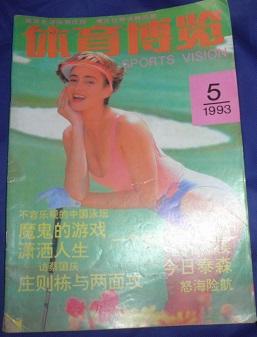 体育博览
SPORTS VISION
5
1993
不容乐观的中国泳坛
魔鬼的游戏
潇洒人生
访蔡国庆
庄则栋与两面攻
今日泰森
怒海险航